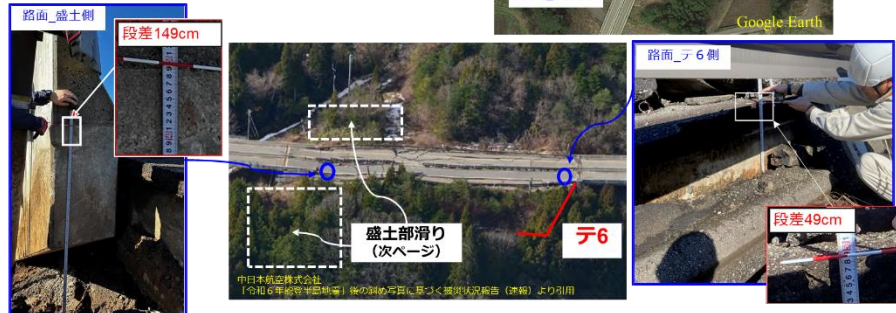 Google Earth
路面_盛土側
段差149cm
路面_テ6側
盛土部滑り
(次ページ)
テ6
段差49cm
中日本航空株式会社
「令和6年能登半島地震」後の斜め写真に基づく被災状況報告（速報）より引用